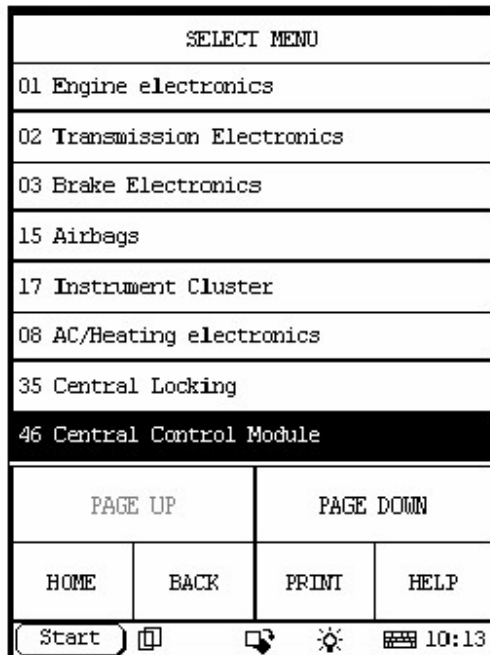 SELECT MENU
01 Engine electronics
02 Transmission Electronics
03 Brake Electronics
15 Airbags
17 Instrument Cluster
08 AC/Heating electronics
35 Central Locking
46 Central Control Module
PAGE UP PAGE DOWN
HOME BACK PRINT HELP
Start 10:13